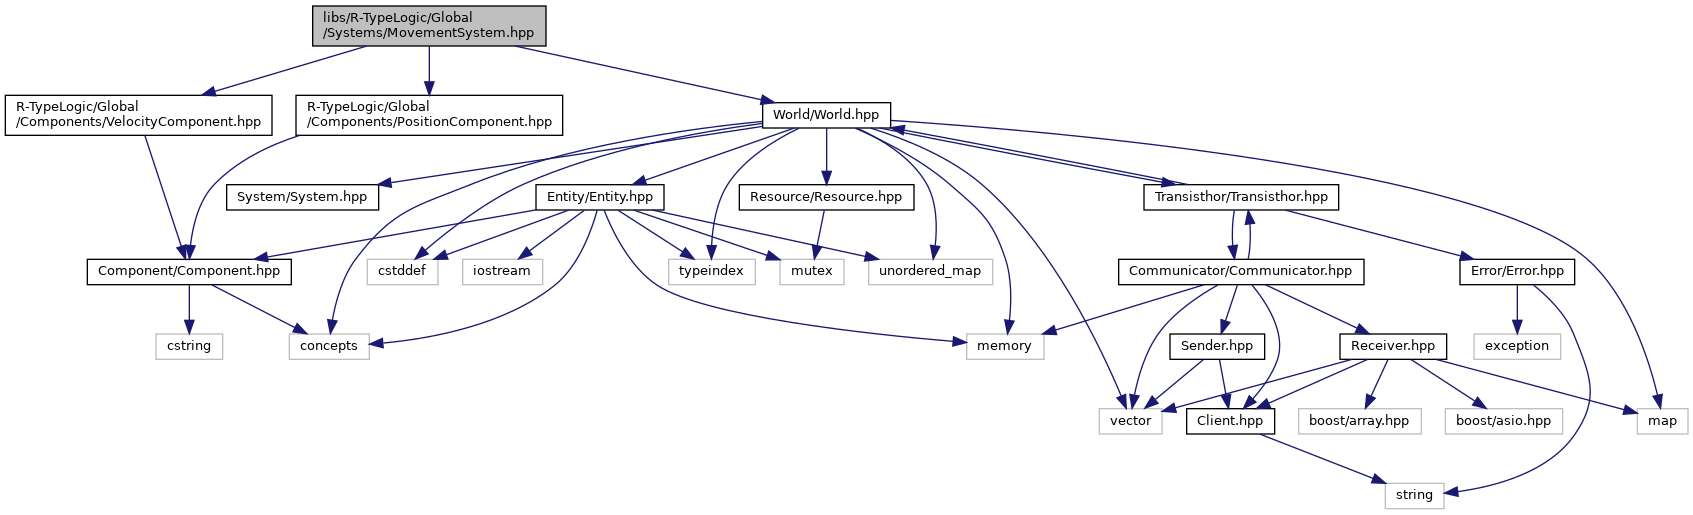 libs/R-TypeLogic/Global
/Systems/MovementSystem.hpp
R-TypeLogic/Global
/Components/VelocityComponent.hpp
R-TypeLogic/Global
/Components/PositionComponent.hpp
World/World.hpp
System/System.hpp
Entity/Entity.hpp
Resource/Resource.hpp
Transisthor/Transisthor.hpp
Component/Component.hpp
cstddef
iostream
typeindex
mutex
unordered_map
Communicator/Communicator.hpp
Error/Error.hpp
cstring
concepts
memory
Sender.hpp
Receiver.hpp
exception
vector
Client.hpp
boost/array.hpp
boost/asio.hpp
map
string